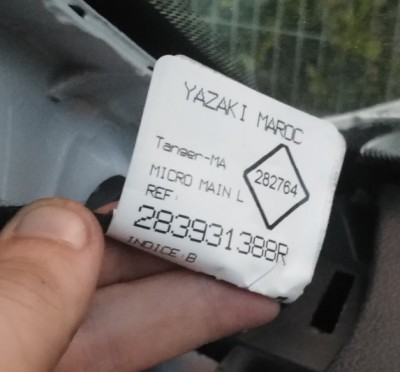 YAZAKI MAROC
Tanger-MA
MICRO MAIN L
282764
REF:
283931388R
INDICE:B